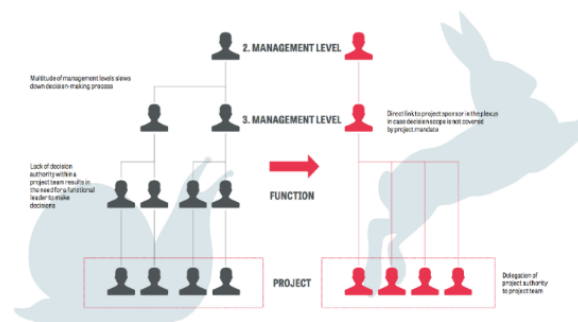 2. MANAGEMENT LEVEL
Multitude of management levels slows
down decision-making process
3. MANAGEMENT LEVEL
Direct link to project sponsor in the plexus
in case decision scope is not covered
by project mandate
Lack of decision
authority within a
project team results in
the need for a functional
leader to make
decisions
FUNCTION
PROJECT
Delegation of
project authority
to project team